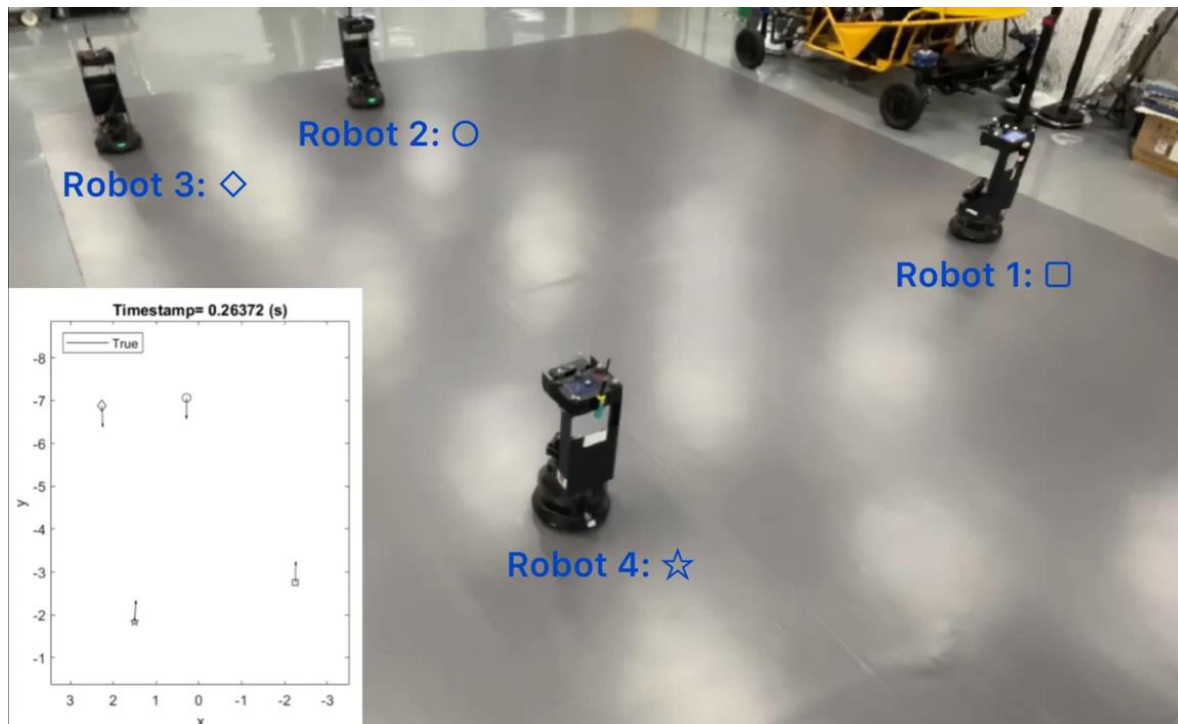 Robot 2: ○
Robot 3: ◇
Robot 1: □
Robot 4: ☆
Timestamp= 0.26372 (s)
True
-8
-7
-6
-5
-4
-3
-2
-1
y
3 2 1 0 -1 -2 -3
x